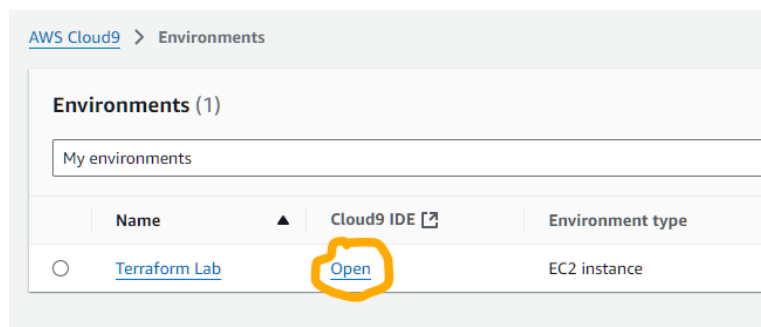 AWS Cloud9 > Environments
Environments (1)
My environments
Name Cloud9 IDE Environment type
Terraform Lab Open EC2 instance